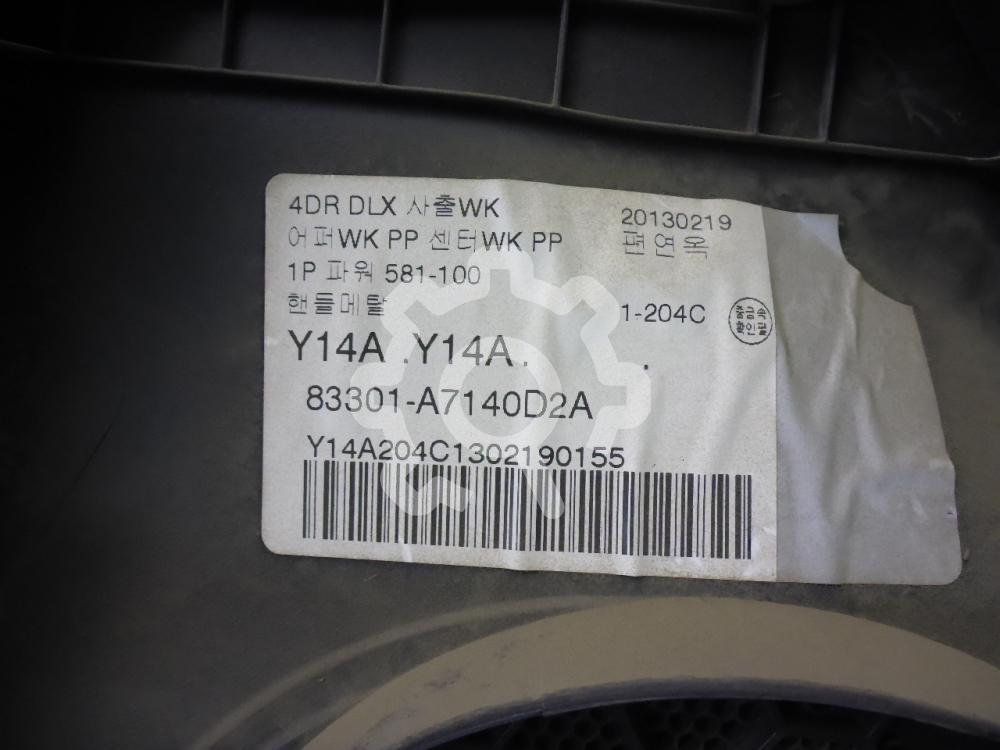 4DR DLX 사출WK 20130219
어퍼WK PP 센터WK PP 편연옥
1P 파워 581-100
핸들메탈 1-204C
Y14A .Y14A. .
83301-A7140D2A
Y14A204C1302190155